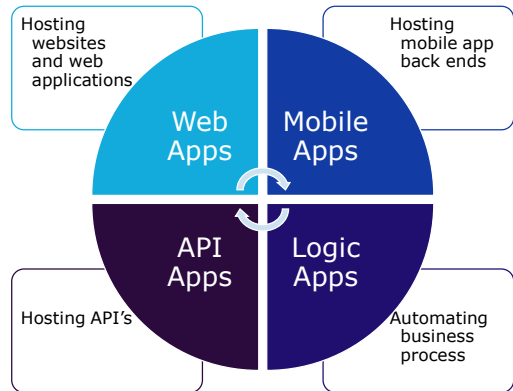 Hosting
websites
and web
applications
Hosting
mobile app
back ends
Web
Apps
Mobile
Apps
API
Apps
Logic
Apps
Hosting API’s
Automating
business
process